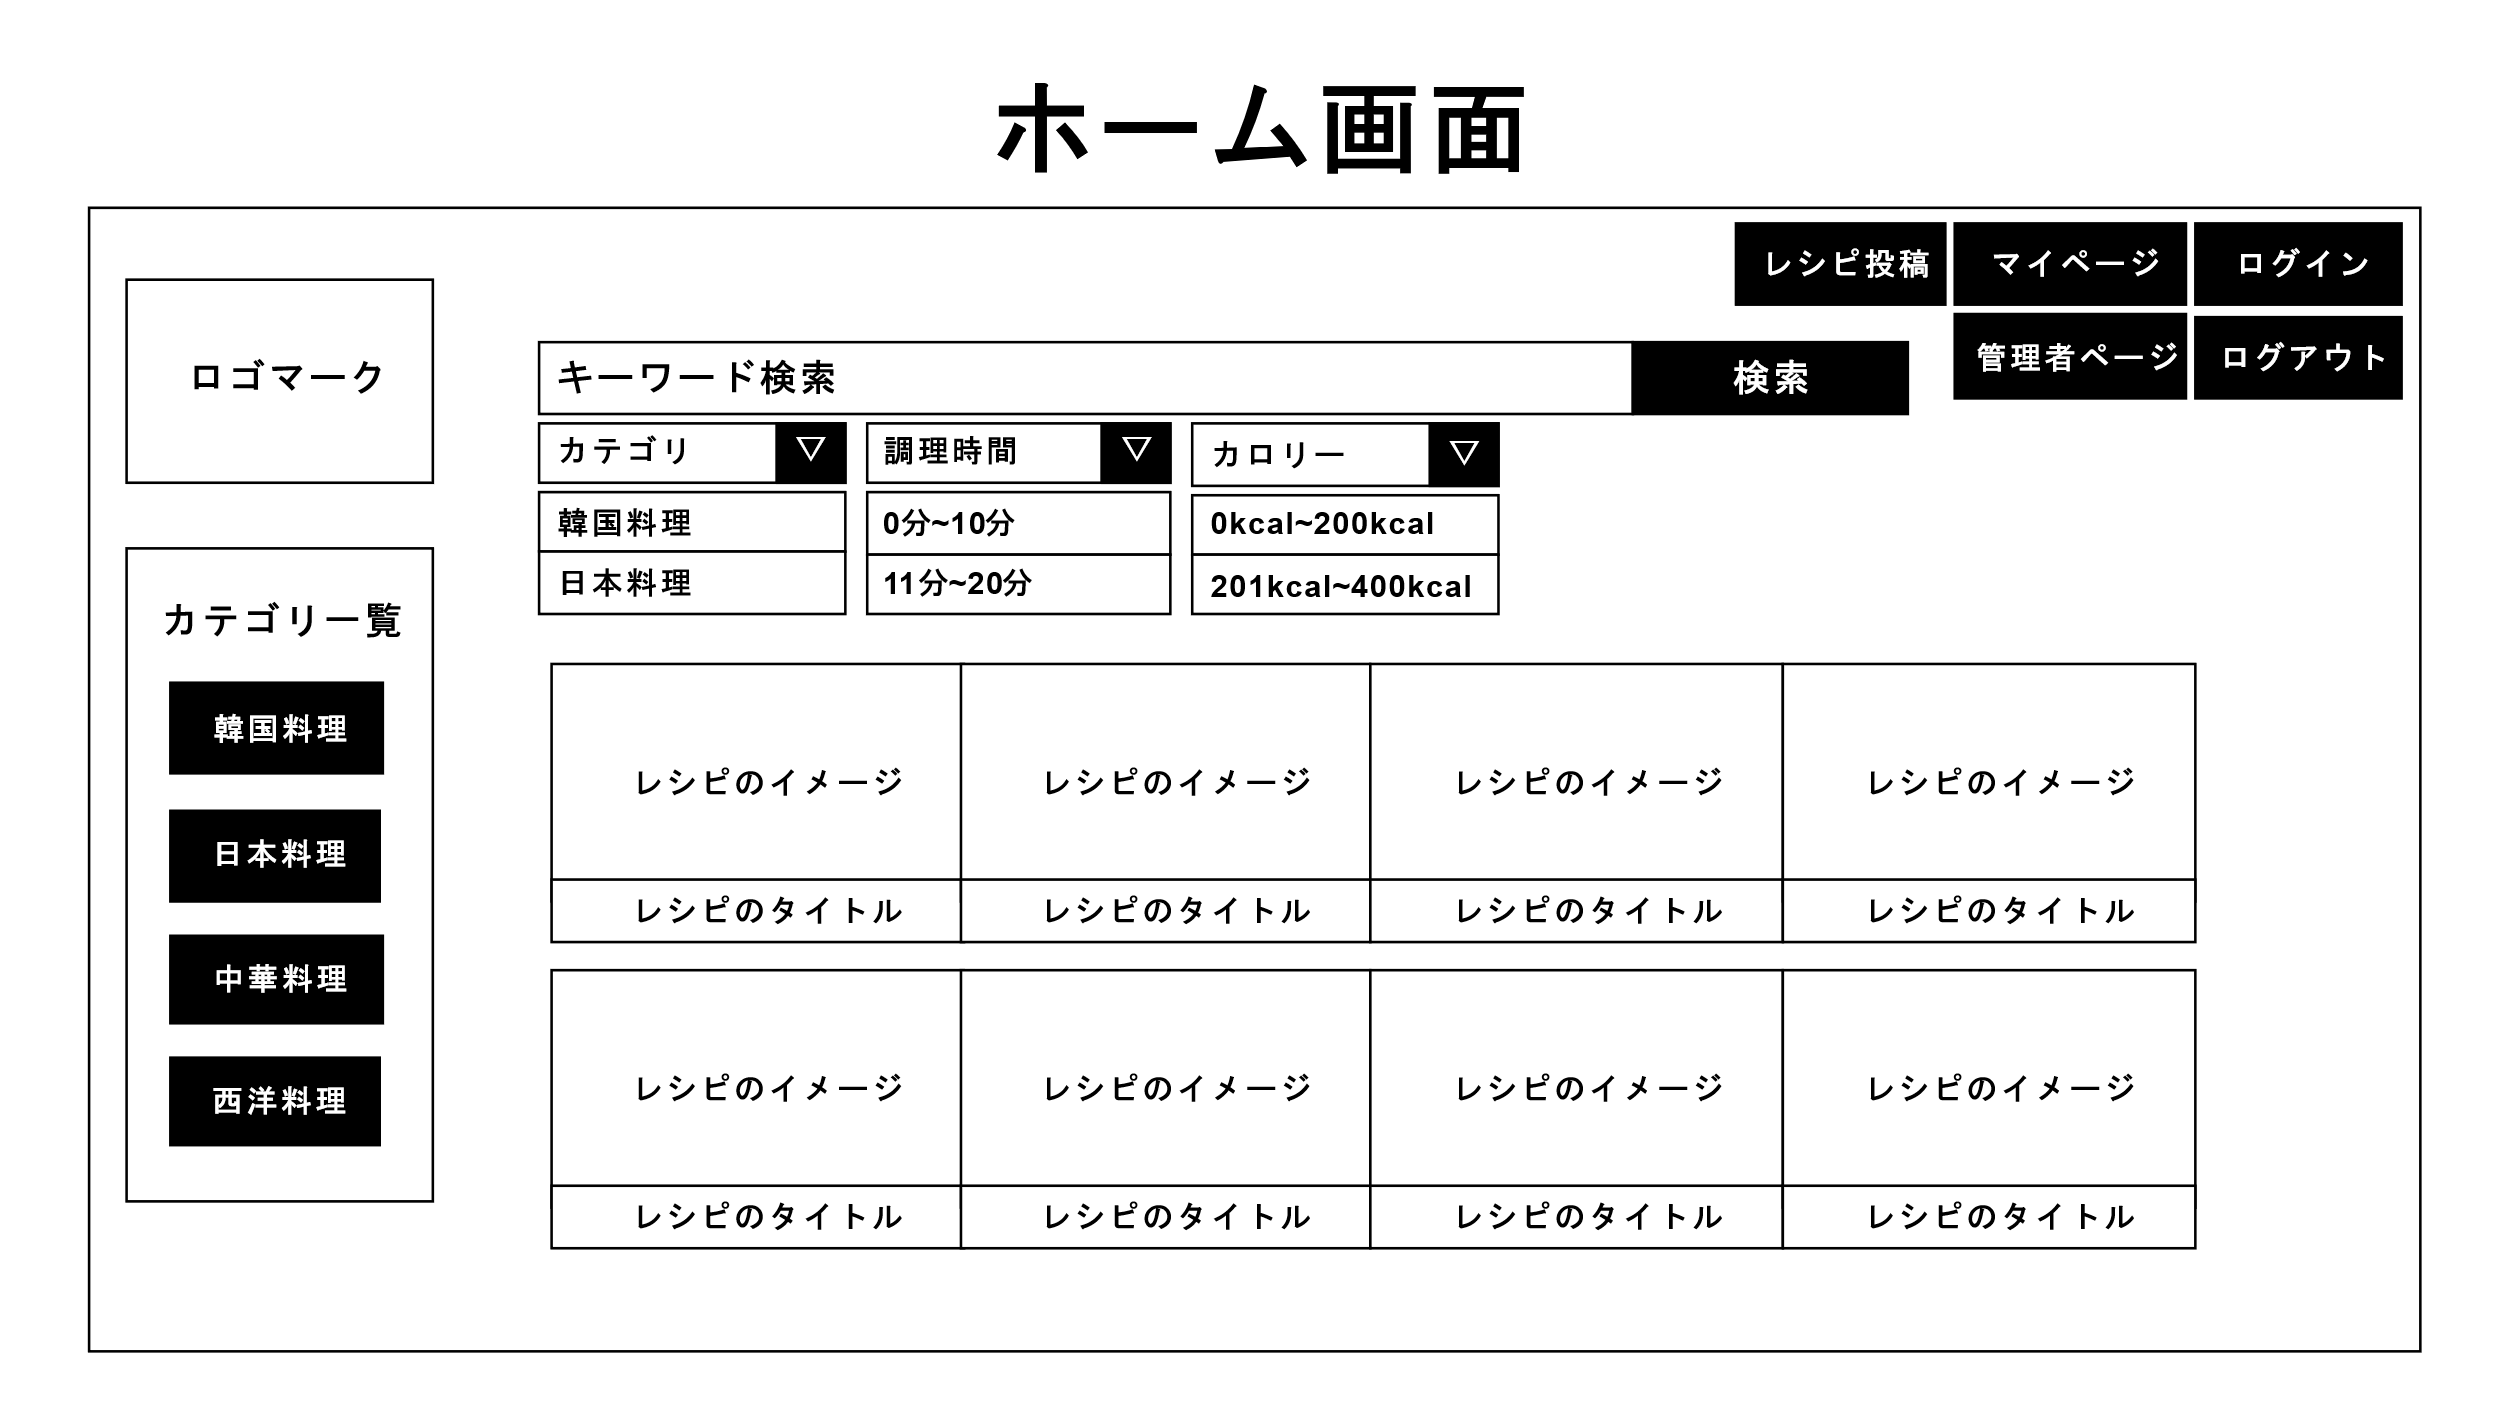 ホーム画面
レシピ投稿 マイページ ログイン
管理者ページ ログアウト
ロゴマーク
キーワード検索 検索
カテゴリ ▽ 調理時間 ▽ カロリー ▽
韓国料理 0分~10分 0kcal~200kcal
日本料理 11分~20分 201kcal~400kcal
カテゴリ一覧
韓国料理
日本料理
中華料理
西洋料理
レシピのイメージ レシピのイメージ レシピのイメージ レシピのイメージ
レシピのタイトル レシピのタイトル レシピのタイトル レシピのタイトル
レシピのイメージ レシピのイメージ レシピのイメージ レシピのイメージ
レシピのタイトル レシピのタイトル レシピのタイトル レシピのタイトル